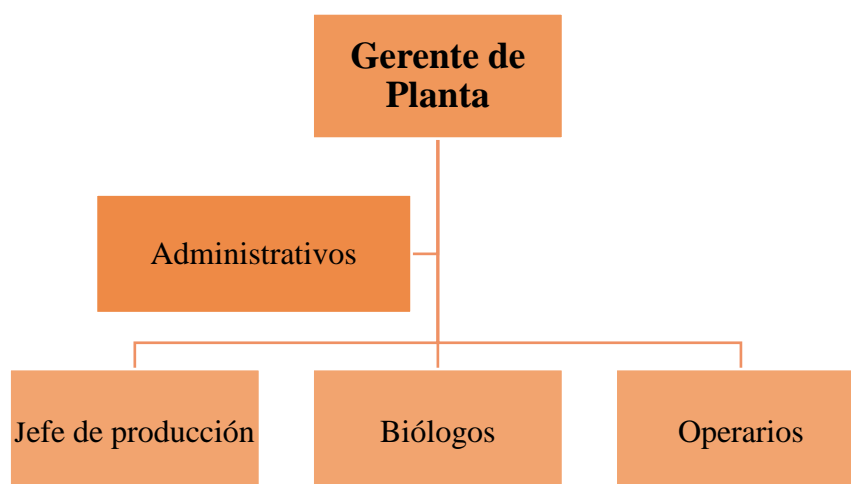 Gerente de
Planta
Administrativos
Jefe de producción
Biólogos
Operarios